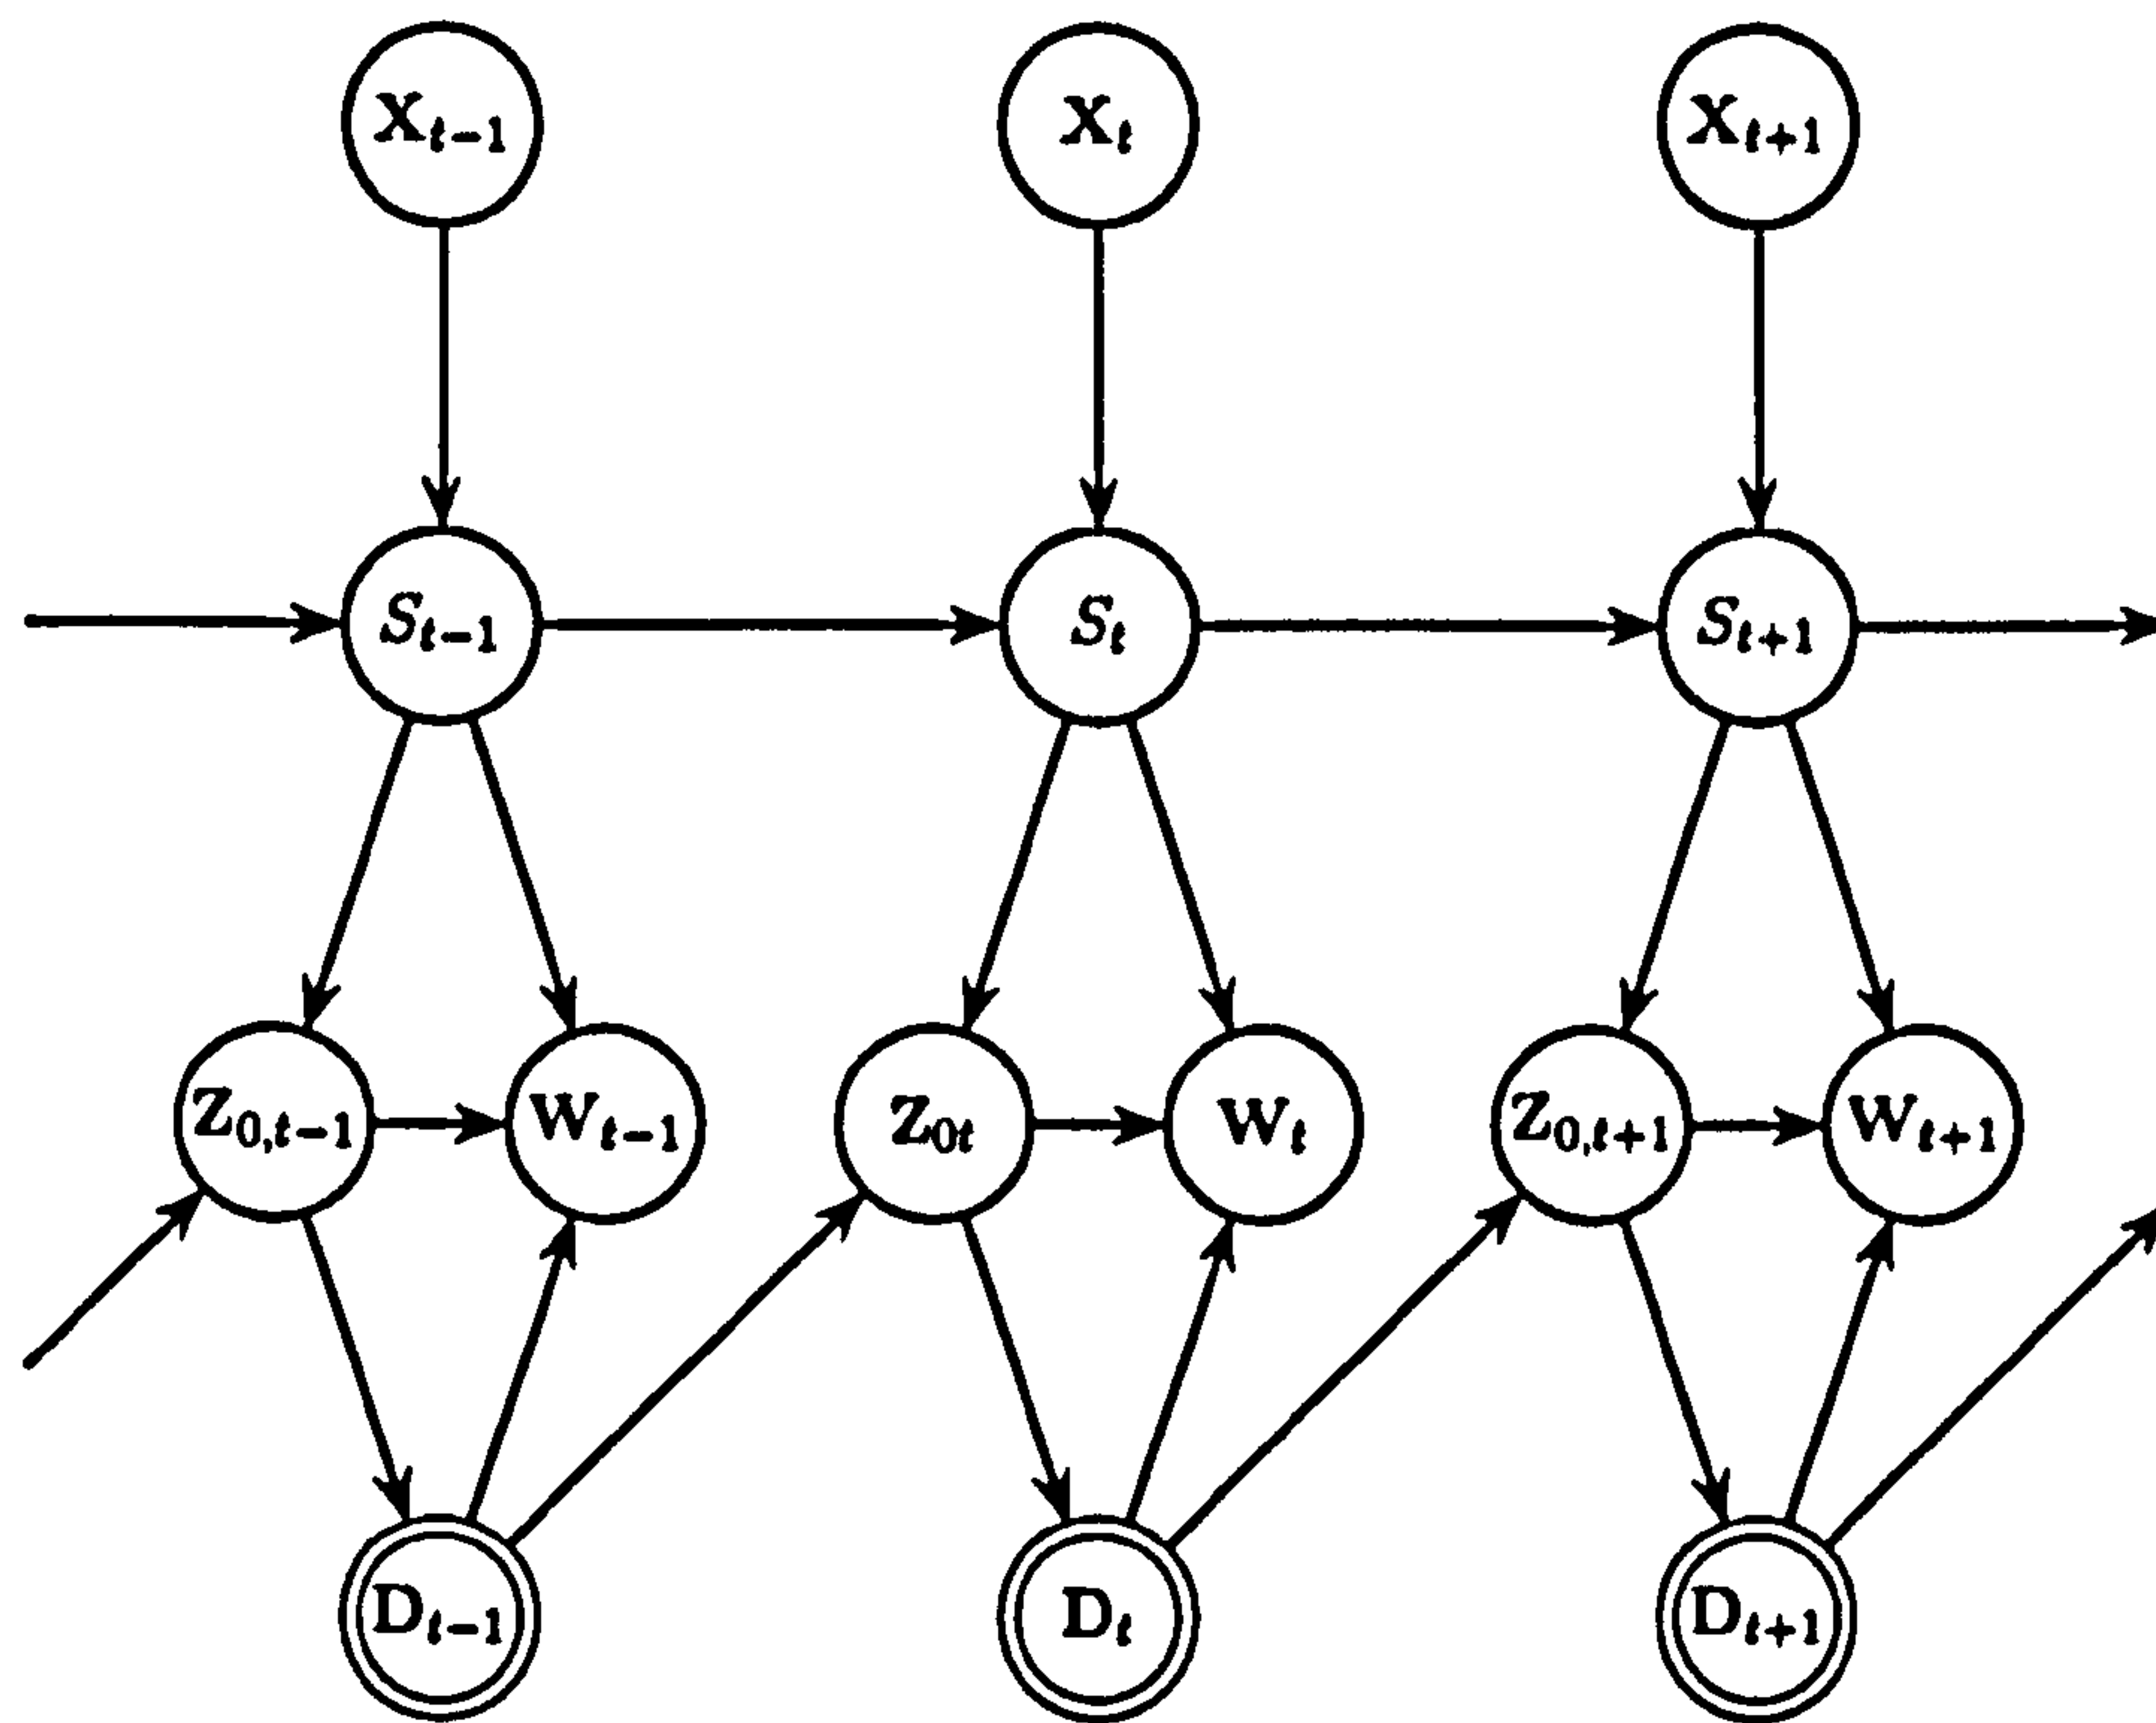 X_{t-1} X_t X_{t+1}
S_{t-1} S_t S_{t+1}
Z_{0,t-1} W_{t-1} Z_{0t} W_t Z_{0,t+1} W_{t+1}
D_{t-1} D_t D_{t+1}